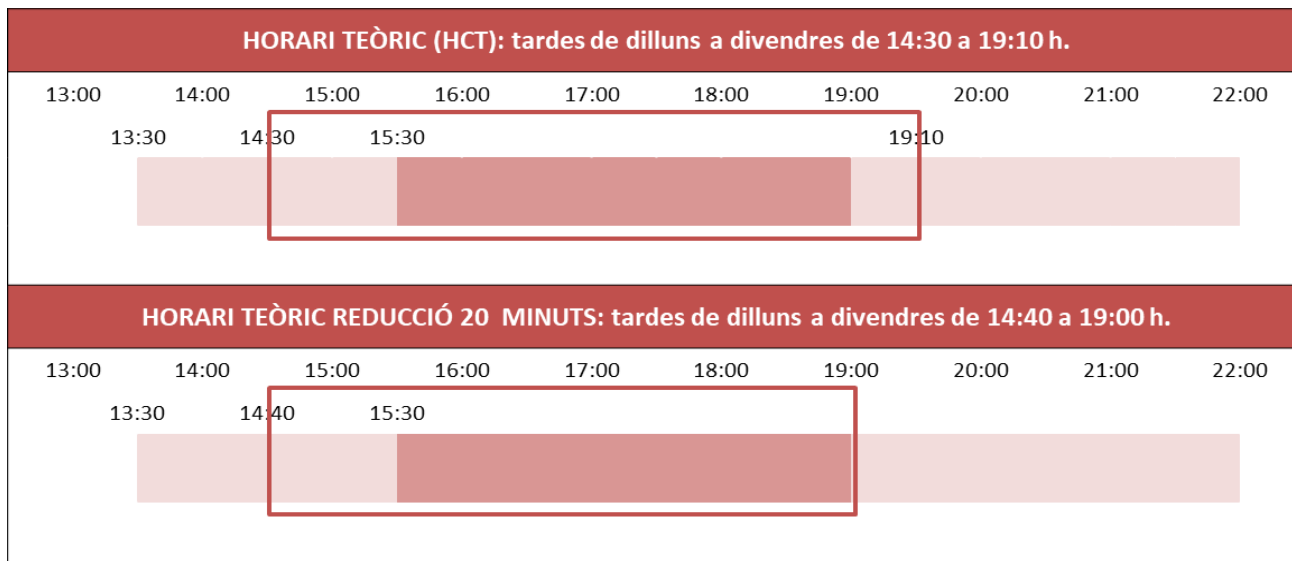 HORARI TEÒRIC (HCT): tardes de dilluns a divendres de 14:30 a 19:10 h.
13:00 14:00 15:00 16:00 17:00 18:00 19:00 20:00 21:00 22:00
13:30 14:30 15:30 19:10
HORARI TEÒRIC REDUCCIÓ 20 MINUTS: tardes de dilluns a divendres de 14:40 a 19:00 h.
13:00 14:00 15:00 16:00 17:00 18:00 19:00 20:00 21:00 22:00
13:30 14:40 15:30